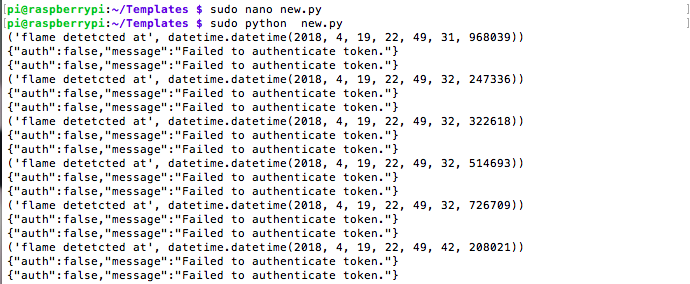 [pi@raspberrypi:~/Templates $ sudo nano new.py ]
[pi@raspberrypi:~/Templates $ sudo python  new.py ]
('flame detetcted at', datetime.datetime(2018, 4, 19, 22, 49, 31, 968039))
{"auth":false,"message":"Failed to authenticate token."}
{"auth":false,"message":"Failed to authenticate token."}
('flame detetcted at', datetime.datetime(2018, 4, 19, 22, 49, 32, 247336))
{"auth":false,"message":"Failed to authenticate token."}
{"auth":false,"message":"Failed to authenticate token."}
('flame detetcted at', datetime.datetime(2018, 4, 19, 22, 49, 32, 322618))
{"auth":false,"message":"Failed to authenticate token."}
{"auth":false,"message":"Failed to authenticate token."}
('flame detetcted at', datetime.datetime(2018, 4, 19, 22, 49, 32, 514693))
{"auth":false,"message":"Failed to authenticate token."}
{"auth":false,"message":"Failed to authenticate token."}
('flame detetcted at', datetime.datetime(2018, 4, 19, 22, 49, 32, 726709))
{"auth":false,"message":"Failed to authenticate token."}
{"auth":false,"message":"Failed to authenticate token."}
('flame detetcted at', datetime.datetime(2018, 4, 19, 22, 49, 42, 208021))
{"auth":false,"message":"Failed to authenticate token."}
{"auth":false,"message":"Failed to authenticate token."}